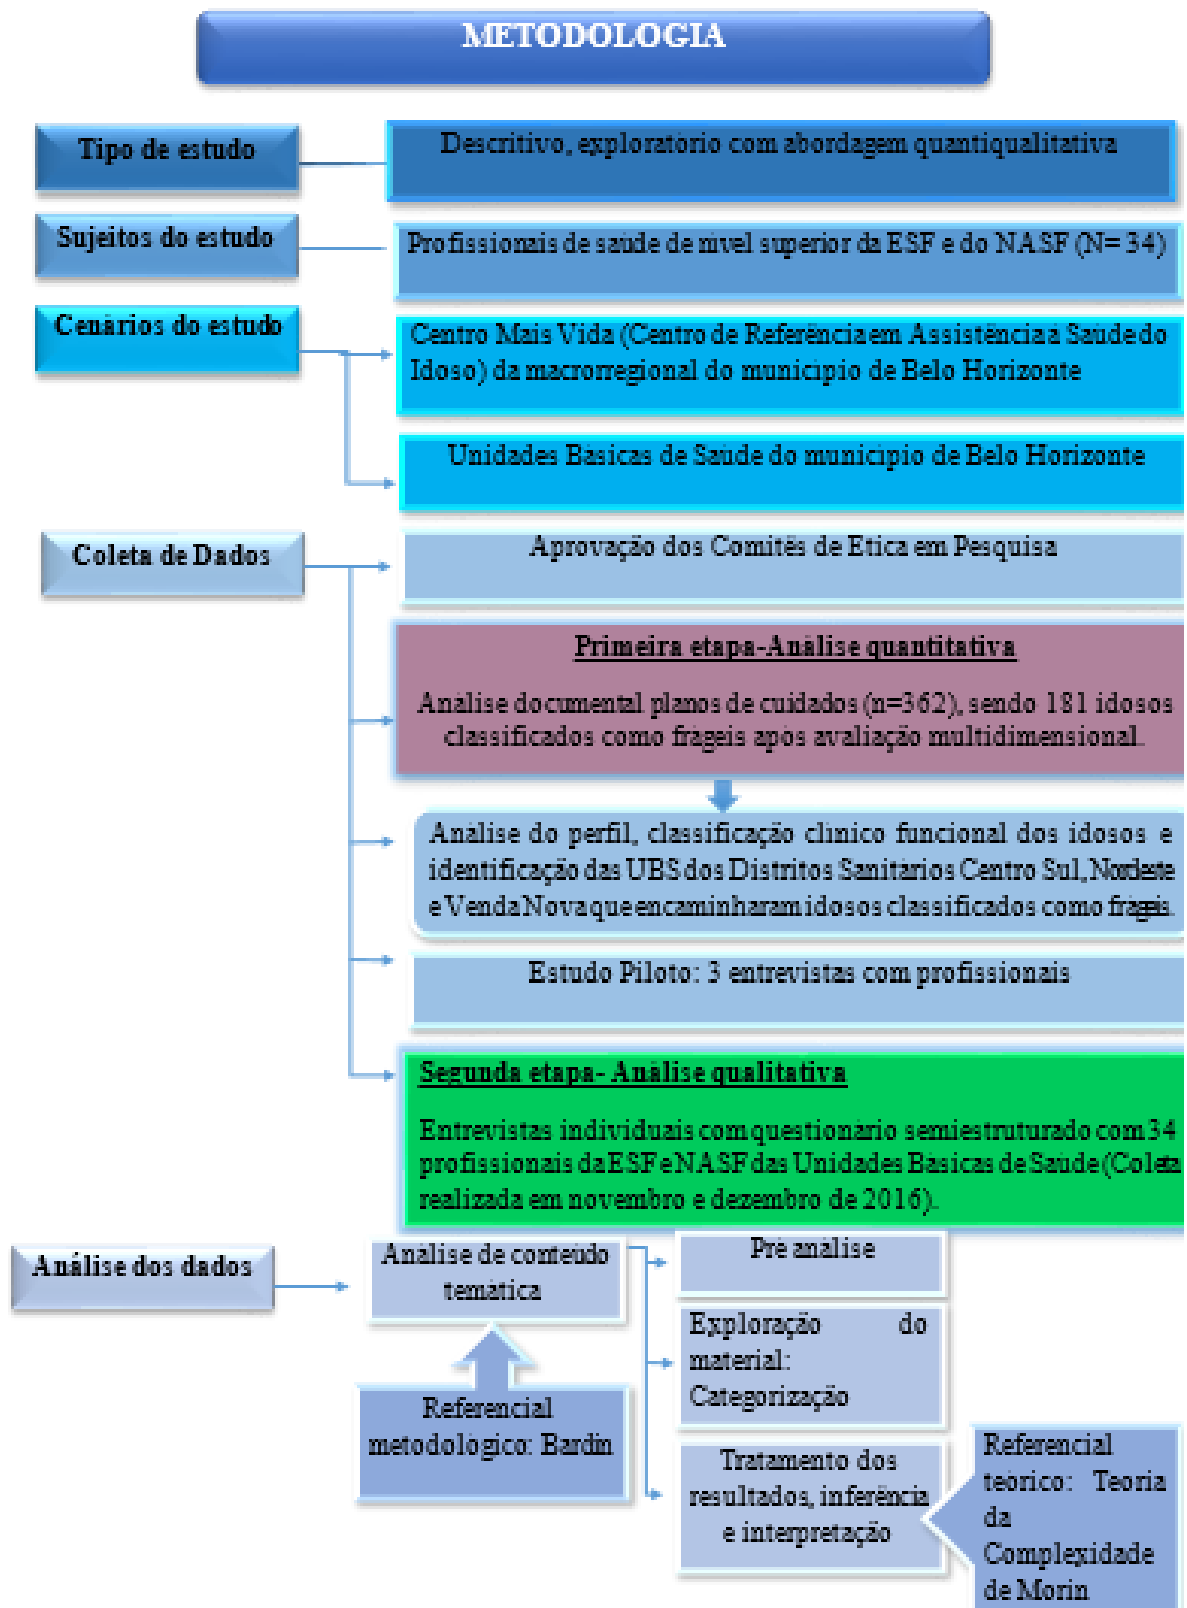 METODOLOGIA
Tipo de estudo
Descritivo, exploratório com abordagem quantiqualitativa
Sujeitos do estudo
Profissionais de saúde de nível superior da ESF e do NASF (N= 34)
Cenários do estudo
Centro Mais Vida (Centro de Referência em Assistência à Saúde do
Idoso) da macrorregional do município de Belo Horizonte
Unidades Básicas de Saúde do município de Belo Horizonte
Coleta de Dados
Aprovação dos Comitês de Ética em Pesquisa
Primeira etapa-Análise quantitativa
Análise documental planos de cuidados (n=362), sendo 181 idosos
classificados como frágeis após avaliação multidimensional.
Análise do perfil, classificação clínico funcional dos idosos e
identificação das UBS dos Distritos Sanitários Centro Sul, Nordeste
e Venda Nova que encaminharam idosos classificados como frágeis.
Estudo Piloto: 3 entrevistas com profissionais
Segunda etapa- Análise qualitativa
Entrevistas individuais com questionário semiestruturado com 34
profissionais da ESF e NASF das Unidades Básicas de Saúde (Coleta
realizada em novembro e dezembro de 2016).
Análise dos dados
Análise de conteúdo
temática
Referencial
metodológico: Bardin
Pré análise
Exploração do
material:
Categorização
Tratamento dos
resultados, inferência
e interpretação
Referencial
teórico: Teoria
da
Complexidade
de Morin